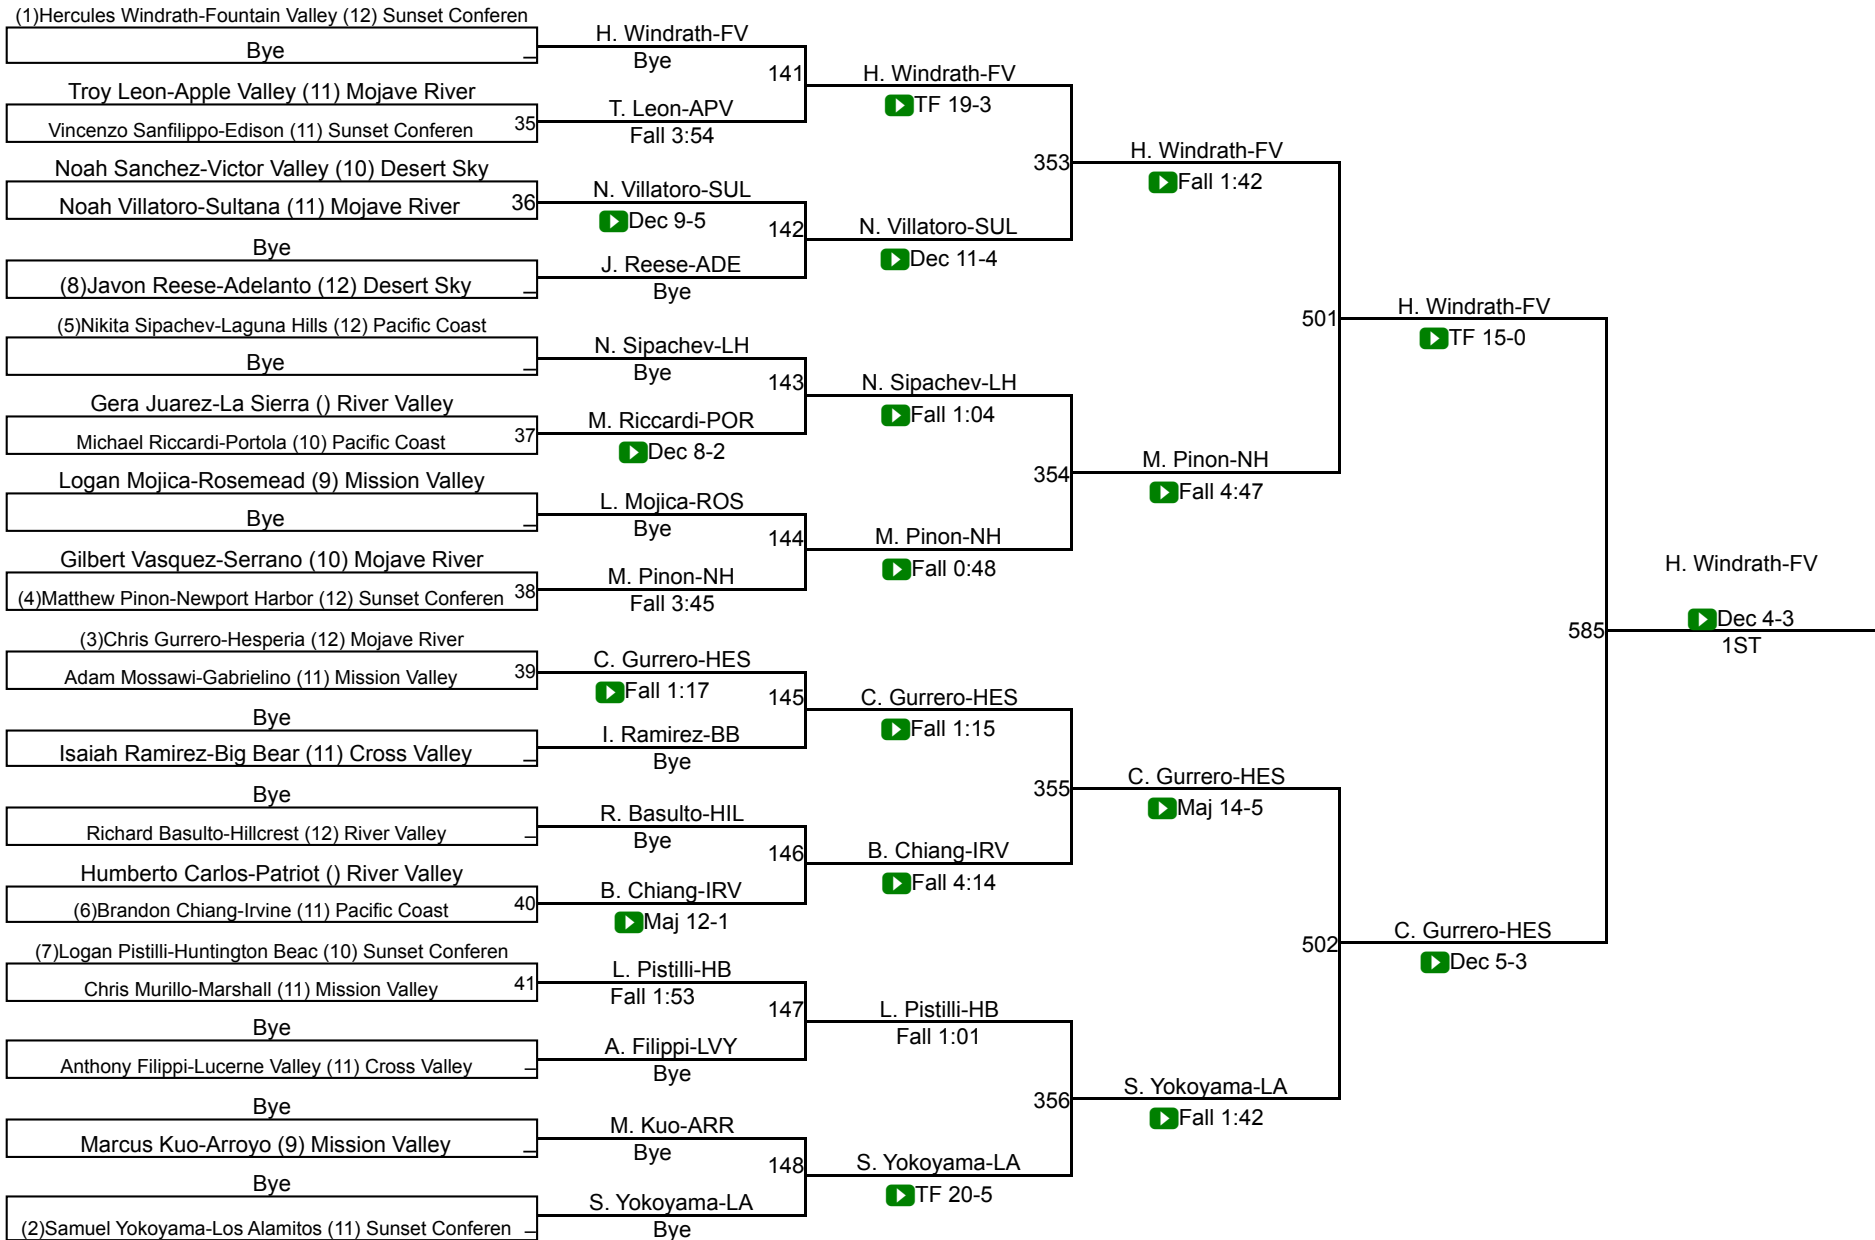 (1)Hercules Windrath-Fountain Valley (12) Sunset Conferen
Bye
Troy Leon-Apple Valley (11) Mojave River
Vincenzo Sanfilippo-Edison (11) Sunset Conferen 35
Noah Sanchez-Victor Valley (10) Desert Sky
Noah Villatoro-Sultana (11) Mojave River 36
Bye
(8)Javon Reese-Adelanto (12) Desert Sky
(5)Nikita Sipachev-Laguna Hills (12) Pacific Coast
Bye
Gera Juarez-La Sierra () River Valley
Michael Riccardi-Portola (10) Pacific Coast 37
Logan Mojica-Rosemead (9) Mission Valley
Bye
Gilbert Vasquez-Serrano (10) Mojave River
(4)Matthew Pinon-Newport Harbor (12) Sunset Conferen 38
(3)Chris Gurrero-Hesperia (12) Mojave River
Adam Mossawi-Gabrielino (11) Mission Valley 39
Bye
Isaiah Ramirez-Big Bear (11) Cross Valley
Bye
Richard Basulto-Hillcrest (12) River Valley
Humberto Carlos-Patriot () River Valley
(6)Brandon Chiang-Irvine (11) Pacific Coast 40
(7)Logan Pistilli-Huntington Beac (10) Sunset Conferen
Chris Murillo-Marshall (11) Mission Valley 41
Bye
Anthony Filippi-Lucerne Valley (11) Cross Valley
Bye
Marcus Kuo-Arroyo (9) Mission Valley
Bye
(2)Samuel Yokoyama-Los Alamitos (11) Sunset Conferen
H. Windrath-FV
Bye
141
T. Leon-APV
Fall 3:54
N. Villatoro-SUL
Dec 9-5
142
J. Reese-ADE
Bye
N. Sipachev-LH
Bye
143
M. Riccardi-POR
Dec 8-2
L. Mojica-ROS
Bye
144
M. Pinon-NH
Fall 3:45
C. Gurrero-HES
Fall 1:17
145
I. Ramirez-BB
Bye
R. Basulto-HIL
Bye
146
B. Chiang-IRV
Maj 12-1
L. Pistilli-HB
Fall 1:53
147
A. Filippi-LVY
Bye
M. Kuo-ARR
Bye
148
S. Yokoyama-LA
Bye
H. Windrath-FV
TF 19-3
353
N. Villatoro-SUL
Dec 11-4
N. Sipachev-LH
Fall 1:04
354
M. Pinon-NH
Fall 0:48
C. Gurrero-HES
Fall 1:15
355
B. Chiang-IRV
Fall 4:14
L. Pistilli-HB
Fall 1:01
356
S. Yokoyama-LA
TF 20-5
H. Windrath-FV
Fall 1:42
501
M. Pinon-NH
Fall 4:47
C. Gurrero-HES
Maj 14-5
502
S. Yokoyama-LA
Fall 1:42
H. Windrath-FV
TF 15-0
585
C. Gurrero-HES
Dec 5-3
H. Windrath-FV
Dec 4-3
1ST